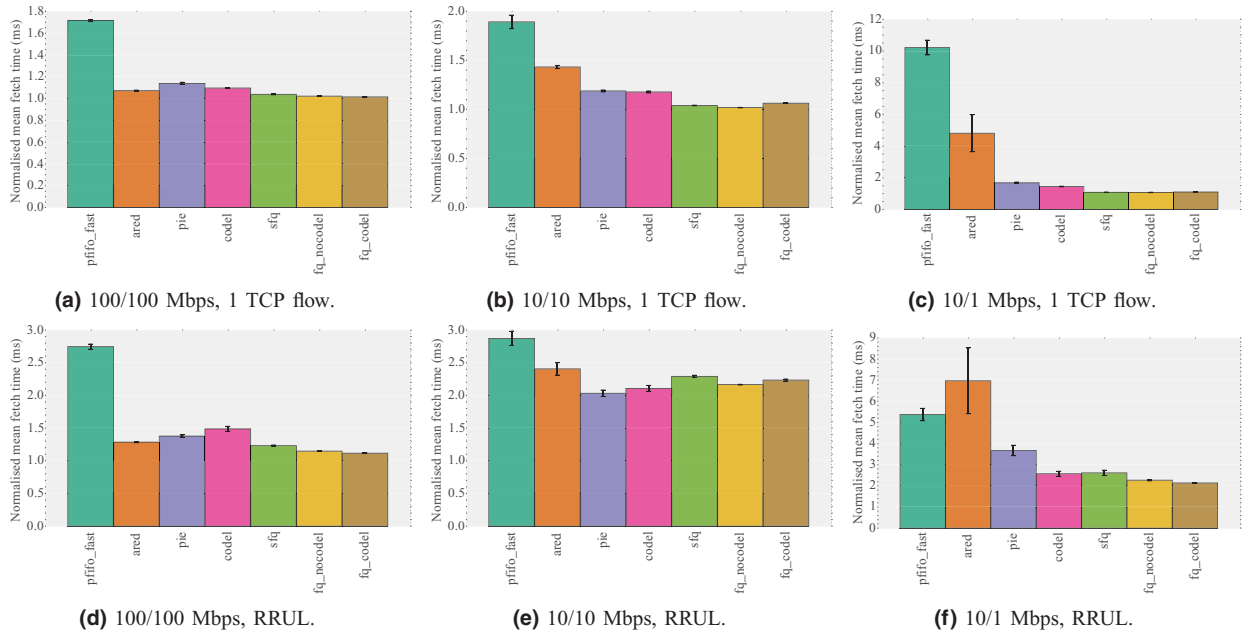 Normalised mean fetch time (ms)
1.8
1.6
1.4
1.2
1.0
0.8
0.6
0.4
0.2
0.0
pfifo_fast
ared
pie
codel
sfq
fq_nocodel
fq_codel
(a) 100/100 Mbps, 1 TCP flow.
Normalised mean fetch time (ms)
2.0
1.5
1.0
0.5
0.0
pfifo_fast
ared
pie
codel
sfq
fq_nocodel
fq_codel
(b) 10/10 Mbps, 1 TCP flow.
Normalised mean fetch time (ms)
12
10
8
6
4
2
0
pfifo_fast
ared
pie
codel
sfq
fq_nocodel
fq_codel
(c) 10/1 Mbps, 1 TCP flow.
Normalised mean fetch time (ms)
3.0
2.5
2.0
1.5
1.0
0.5
0.0
pfifo_fast
ared
pie
codel
sfq
fq_nocodel
fq_codel
(d) 100/100 Mbps, RRUL.
Normalised mean fetch time (ms)
3.0
2.5
2.0
1.5
1.0
0.5
0.0
pfifo_fast
ared
pie
codel
sfq
fq_nocodel
fq_codel
(e) 10/10 Mbps, RRUL.
Normalised mean fetch time (ms)
9
8
7
6
5
4
3
2
1
0
pfifo_fast
ared
pie
codel
sfq
fq_nocodel
fq_codel
(f) 10/1 Mbps, RRUL.